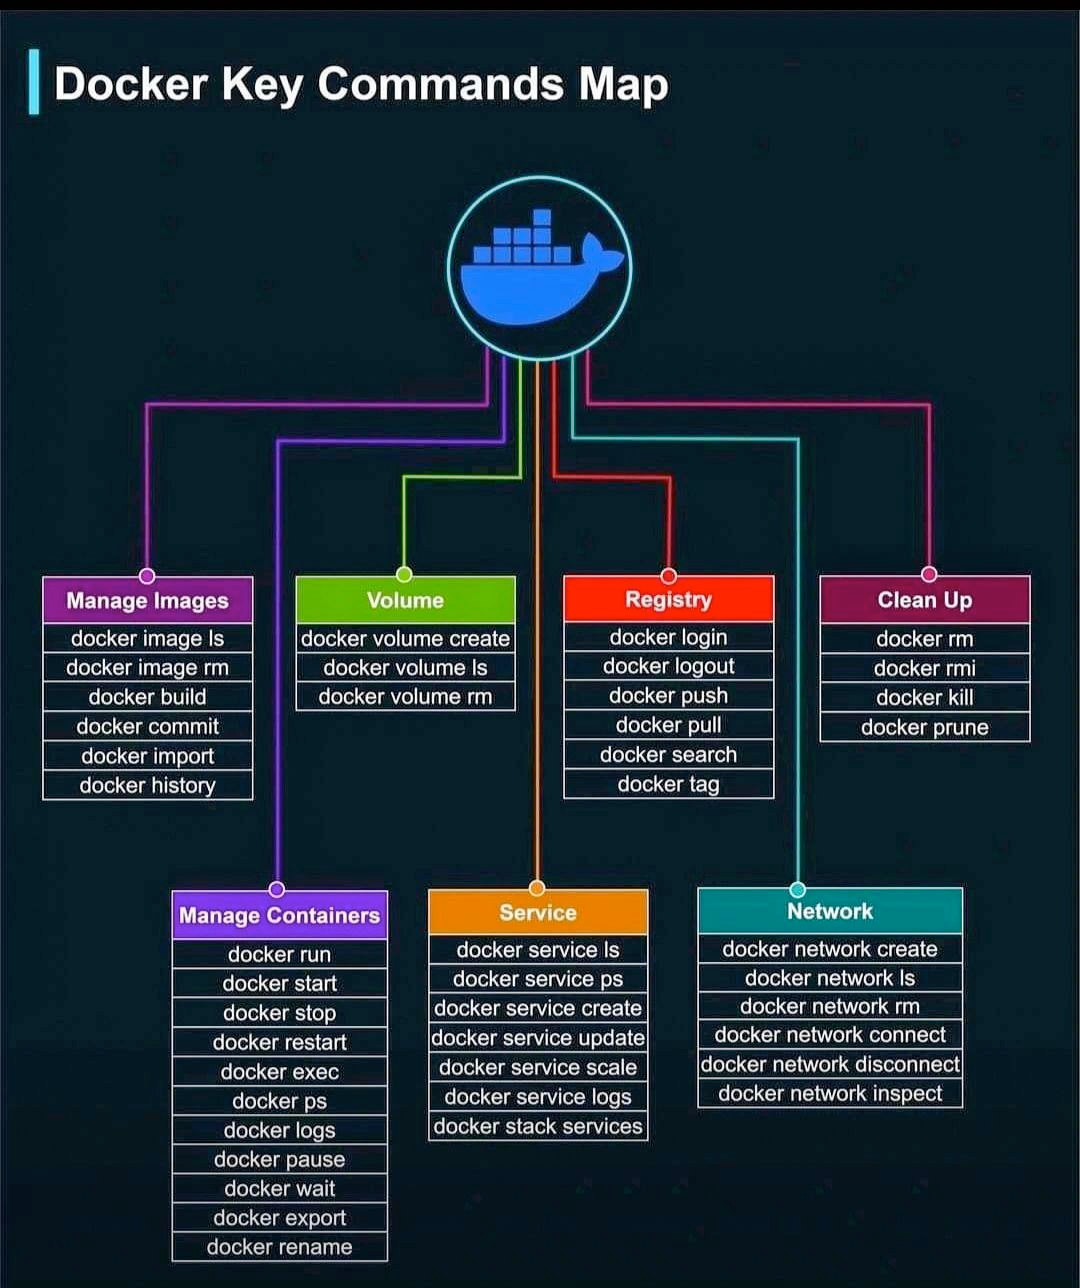 Docker Key Commands Map
Manage Images
docker image ls
docker image rm
docker build
docker commit
docker import
docker history
Volume
docker volume create
docker volume ls
docker volume rm
Registry
docker login
docker logout
docker push
docker pull
docker search
docker tag
Clean Up
docker rm
docker rmi
docker kill
docker prune
Manage Containers
docker run
docker start
docker stop
docker restart
docker exec
docker ps
docker logs
docker pause
docker wait
docker export
docker rename
Service
docker service ls
docker service ps
docker service create
docker service update
docker service scale
docker service logs
docker stack services
Network
docker network create
docker network ls
docker network rm
docker network connect
docker network disconnect
docker network inspect